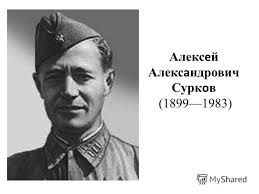 Алексей
Александрович
Сурков
(1899—1983)
MyShared